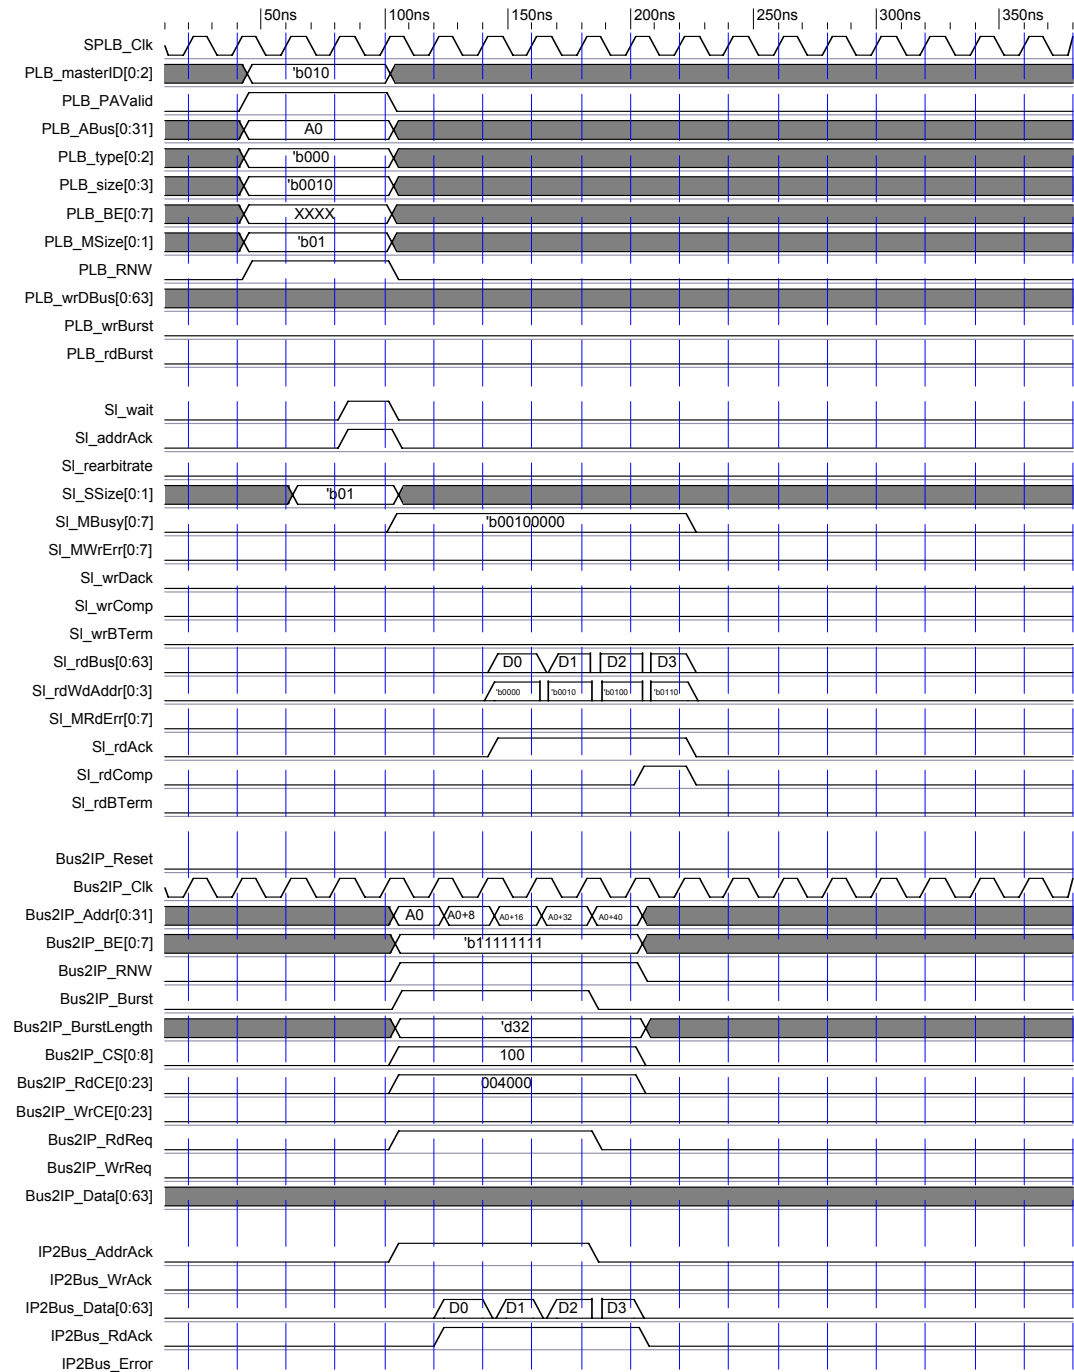 50ns 100ns 150ns 200ns 250ns 300ns 350ns
SPLB_Clk
PLB_masterID[0:2] 'b010
PLB_PAValid
PLB_ABus[0:31] A0
PLB_type[0:2] 'b000
PLB_size[0:3] 'b0010
PLB_BE[0:7] XXXX
PLB_MSize[0:1] 'b01
PLB_RNW
PLB_wrDBus[0:63]
PLB_wrBurst
PLB_rdBurst
Sl_wait
Sl_addrAck
Sl_rearbitrate
Sl_SSize[0:1] 'b01
Sl_MBusy[0:7] 'b00100000
Sl_MWrErr[0:7]
Sl_wrDack
Sl_wrComp
Sl_wrBTerm
Sl_rdBus[0:63] D0 D1 D2 D3
Sl_rdWdAddr[0:3] 'b0000 'b0010 'b0100 'b0110
Sl_MRdErr[0:7]
Sl_rdAck
Sl_rdComp
Sl_rdBTerm
Bus2IP_Reset
Bus2IP_Clk
Bus2IP_Addr[0:31] A0 A0+8 A0+16 A0+32 A0+40
Bus2IP_BE[0:7] 'b11111111
Bus2IP_RNW
Bus2IP_Burst
Bus2IP_BurstLength 'd32
Bus2IP_CS[0:8] 100
Bus2IP_RdCE[0:23] 004000
Bus2IP_WrCE[0:23]
Bus2IP_RdReq
Bus2IP_WrReq
Bus2IP_Data[0:63]
IP2Bus_AddrAck
IP2Bus_WrAck
IP2Bus_Data[0:63] D0 D1 D2 D3
IP2Bus_RdAck
IP2Bus_Error